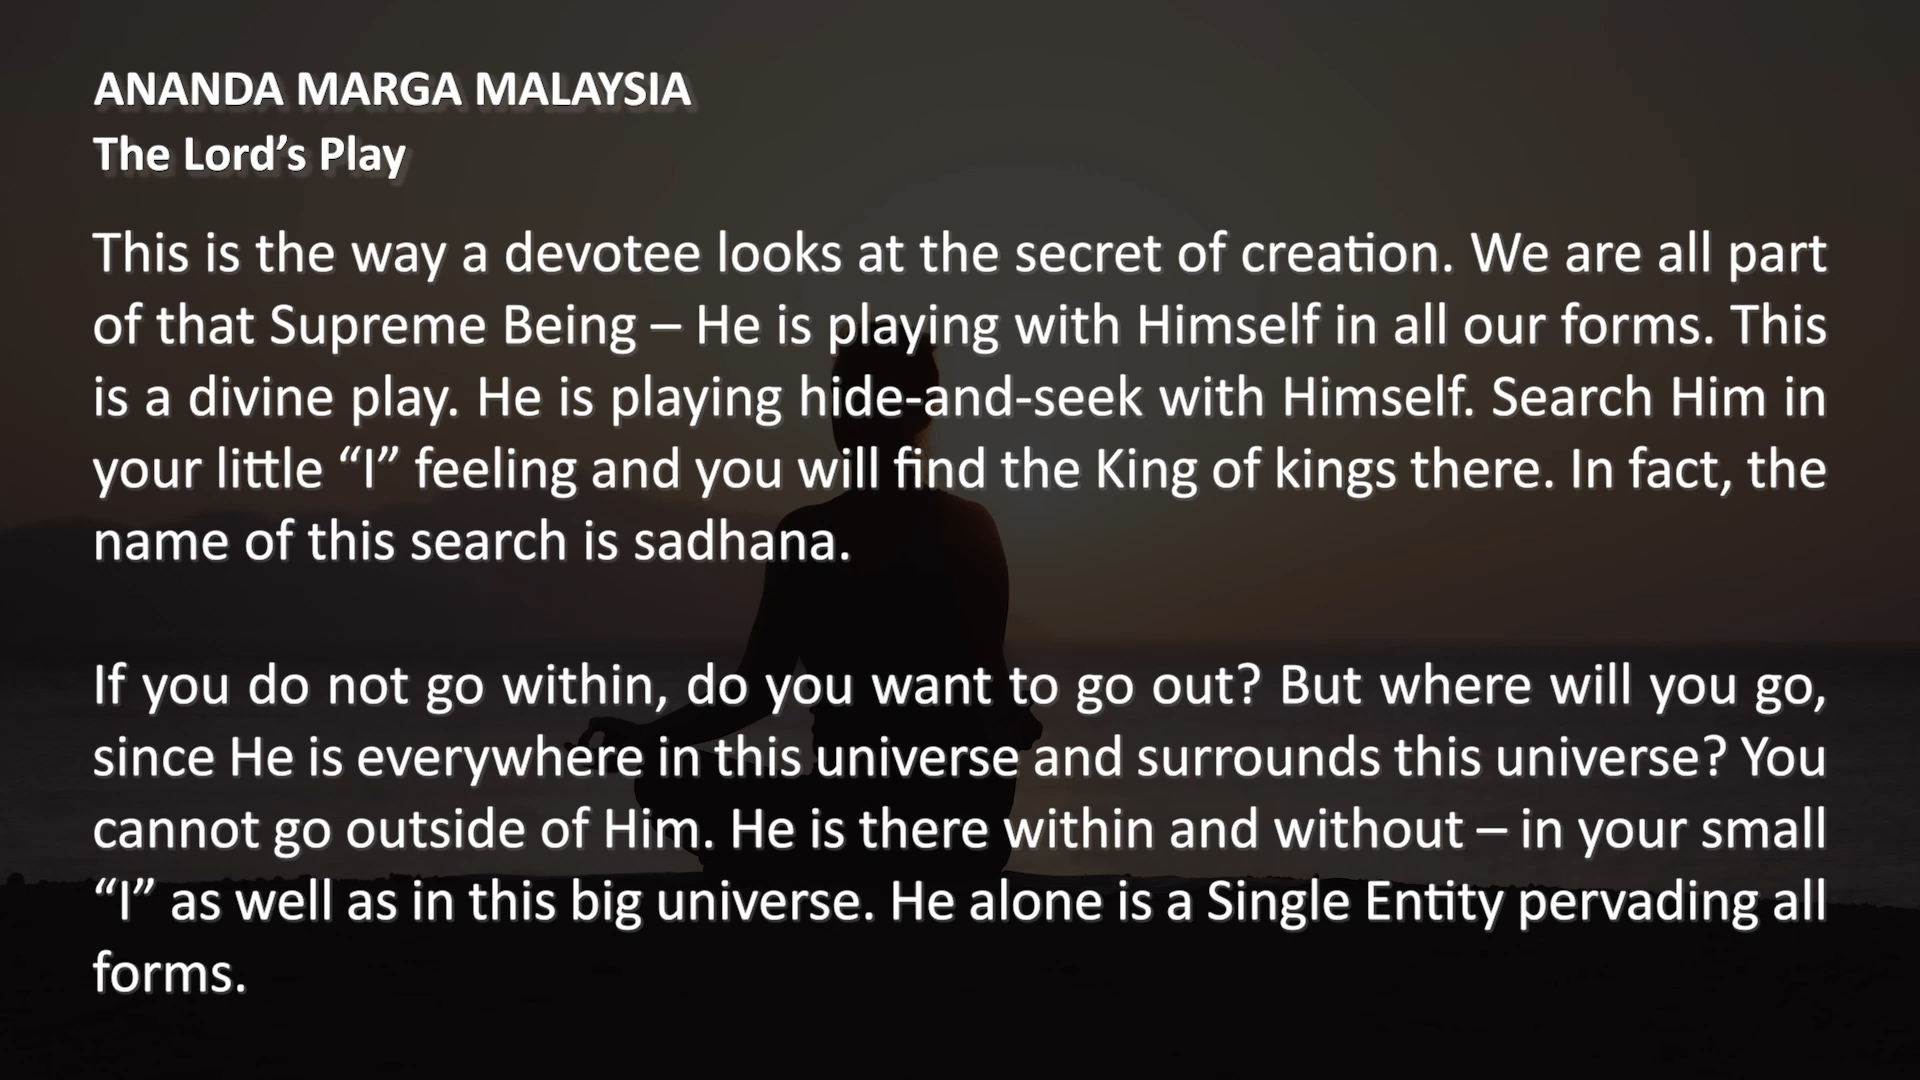 ANANDA MARGA MALAYSIA
The Lord’s Play
This is the way a devotee looks at the secret of creation. We are all part
of that Supreme Being – He is playing with Himself in all our forms. This
is a divine play. He is playing hide-and-seek with Himself. Search Him in
your little “I” feeling and you will find the King of kings there. In fact, the
name of this search is sadhana.
If you do not go within, do you want to go out? But where will you go,
since He is everywhere in this universe and surrounds this universe? You
cannot go outside of Him. He is there within and without – in your small
“I” as well as in this big universe. He alone is a Single Entity pervading all
forms.